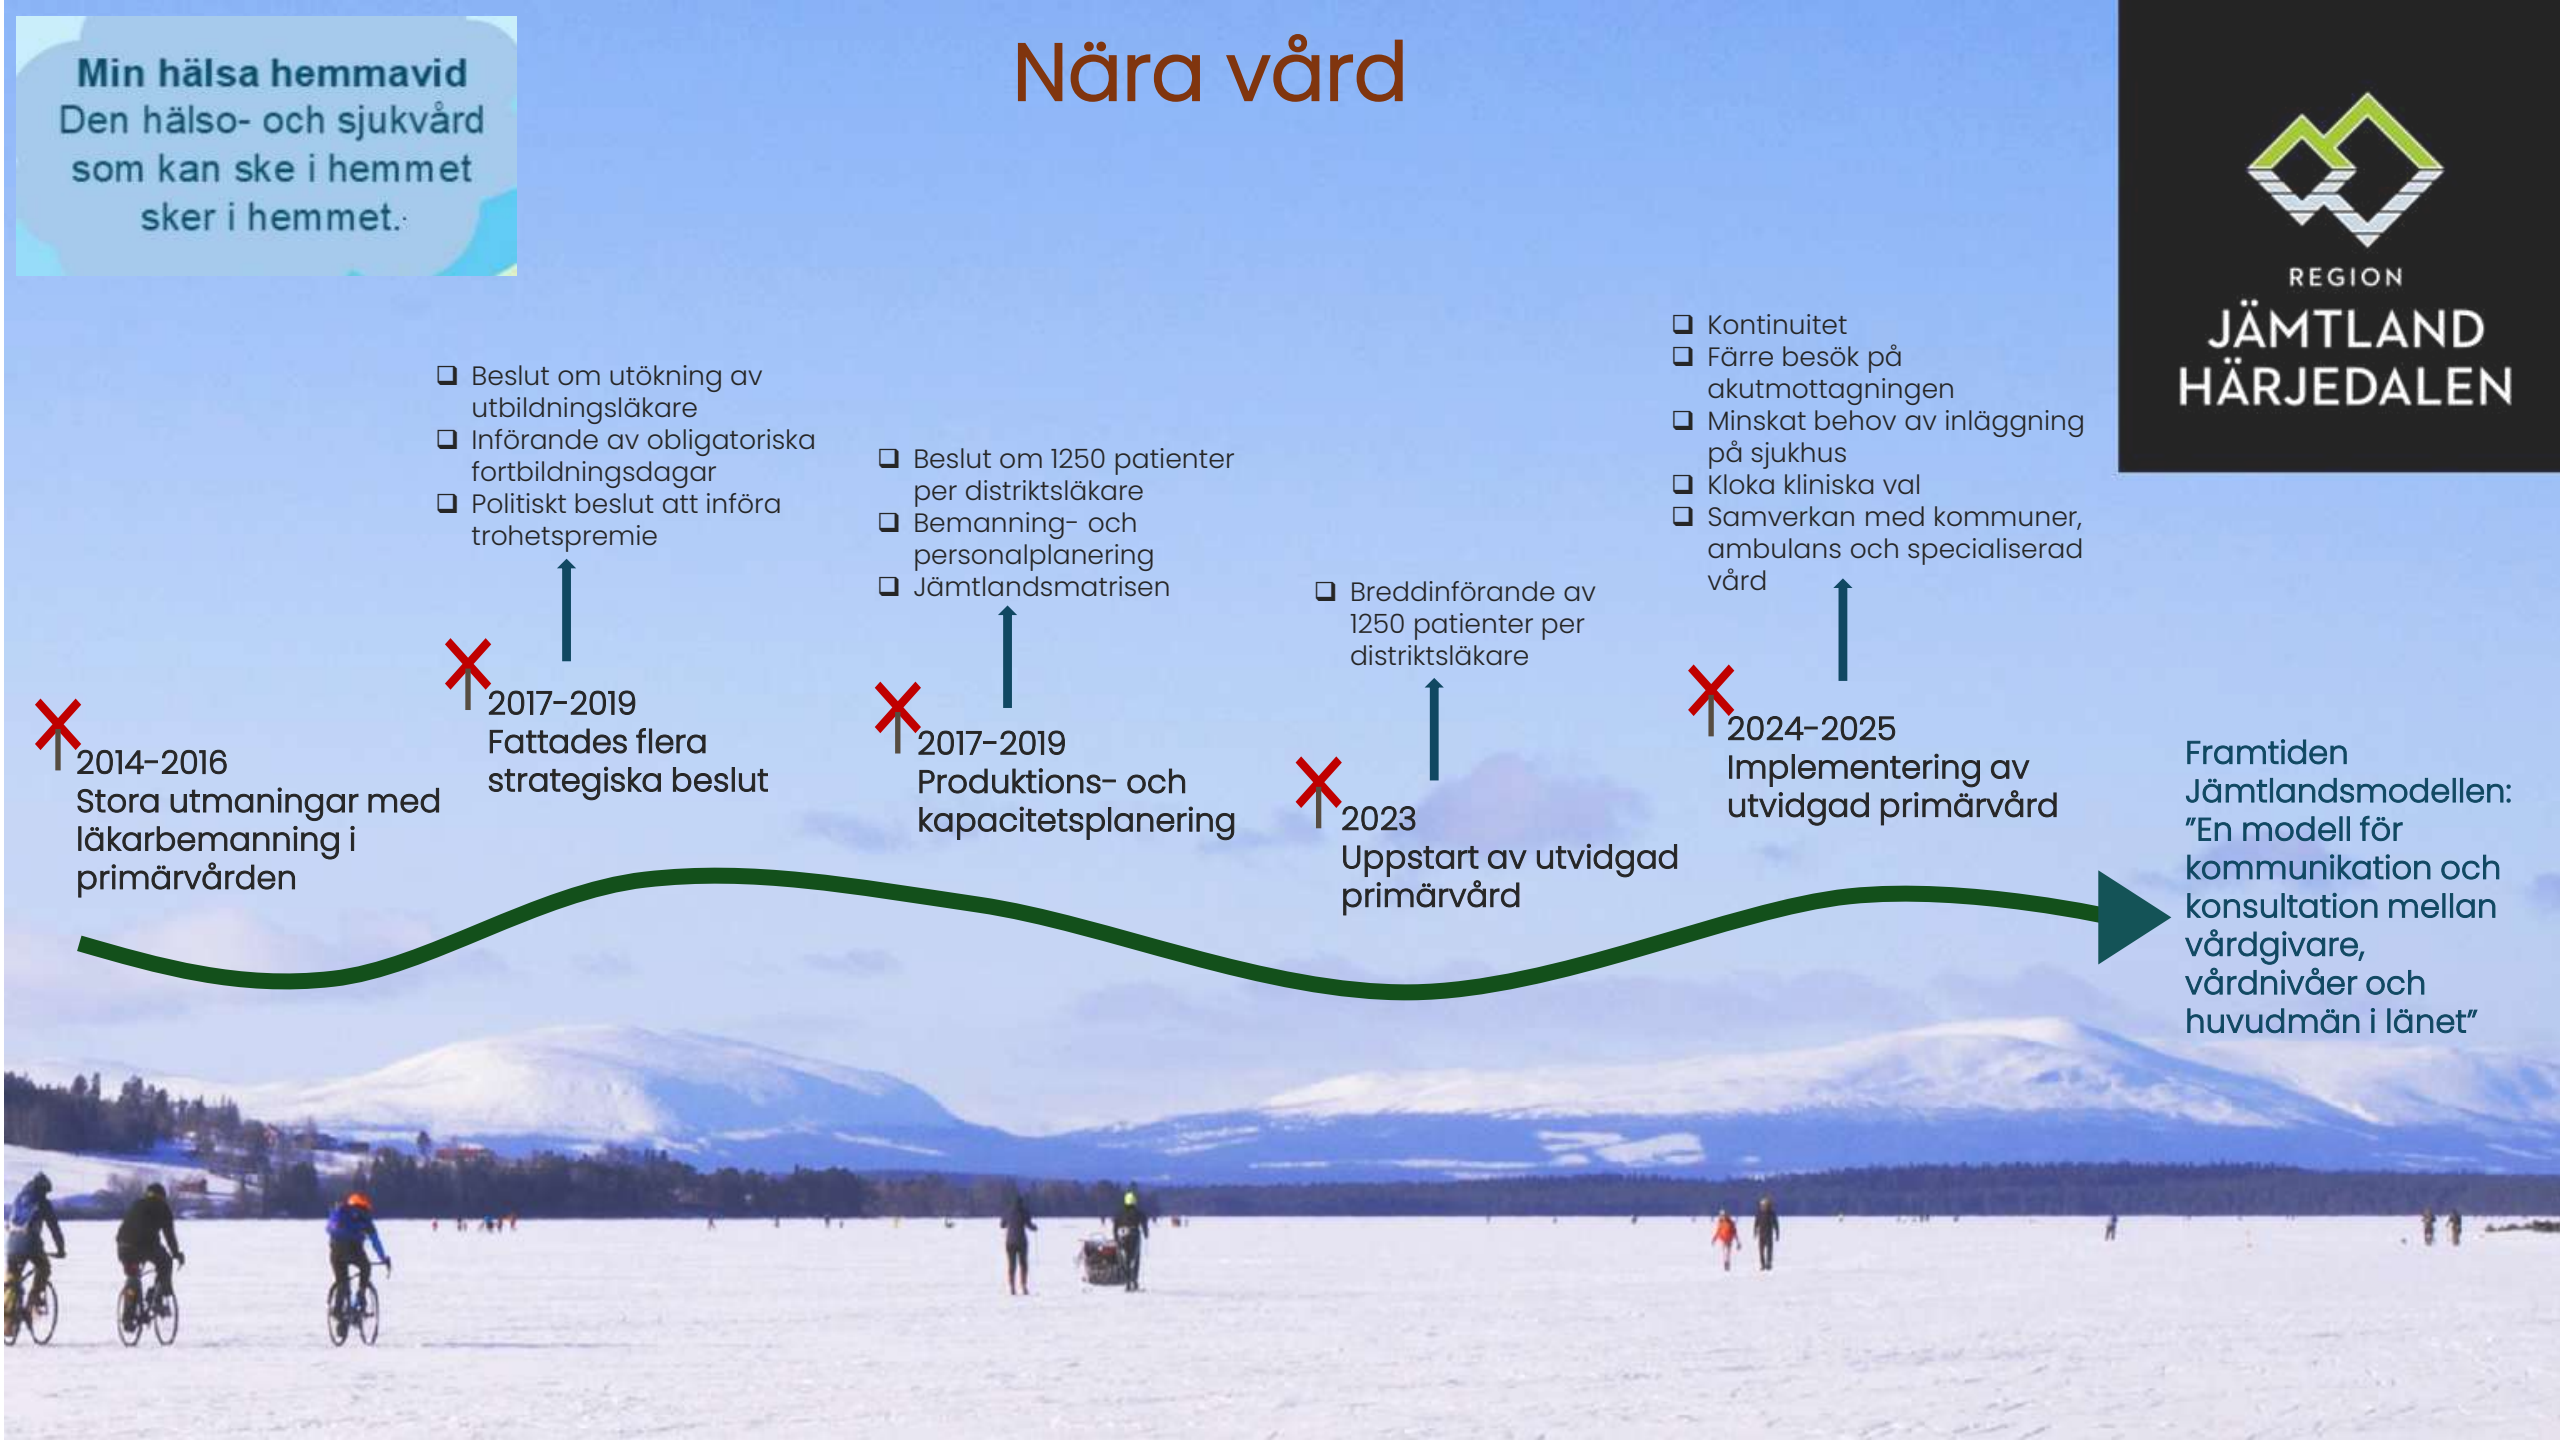 Min hälsa hemmavid
Den hälso- och sjukvård
som kan ske i hemmet
sker i hemmet.
Nära vård
REGION
JÄMTLAND
HÄRJEDALEN
2014-2016
Stora utmaningar med
läkarbemanning i
primärvården
❑ Beslut om utökning av
utbildningsläkare
❑ Införande av obligatoriska
fortbildningsdagar
❑ Politiskt beslut att införa
trohetspremie
2017-2019
Fattades flera
strategiska beslut
❑ Beslut om 1250 patienter
per distriktsläkare
❑ Bemanning- och
personalplanering
❑ Jämtlandsmatrisen
2017-2019
Produktions- och
kapacitetsplanering
❑ Breddinförande av
1250 patienter per
distriktsläkare
2023
Uppstart av utvidgad
primärvård
❑ Kontinuitet
❑ Färre besök på
akutmottagningen
❑ Minskat behov av inläggning
på sjukhus
❑ Kloka kliniska val
❑ Samverkan med kommuner,
ambulans och specialiserad
vård
2024-2025
Implementering av
utvidgad primärvård
Framtiden
Jämtlandsmodellen:
”En modell för
kommunikation och
konsultation mellan
vårdgivare,
vårdnivåer och
huvudmän i länet”